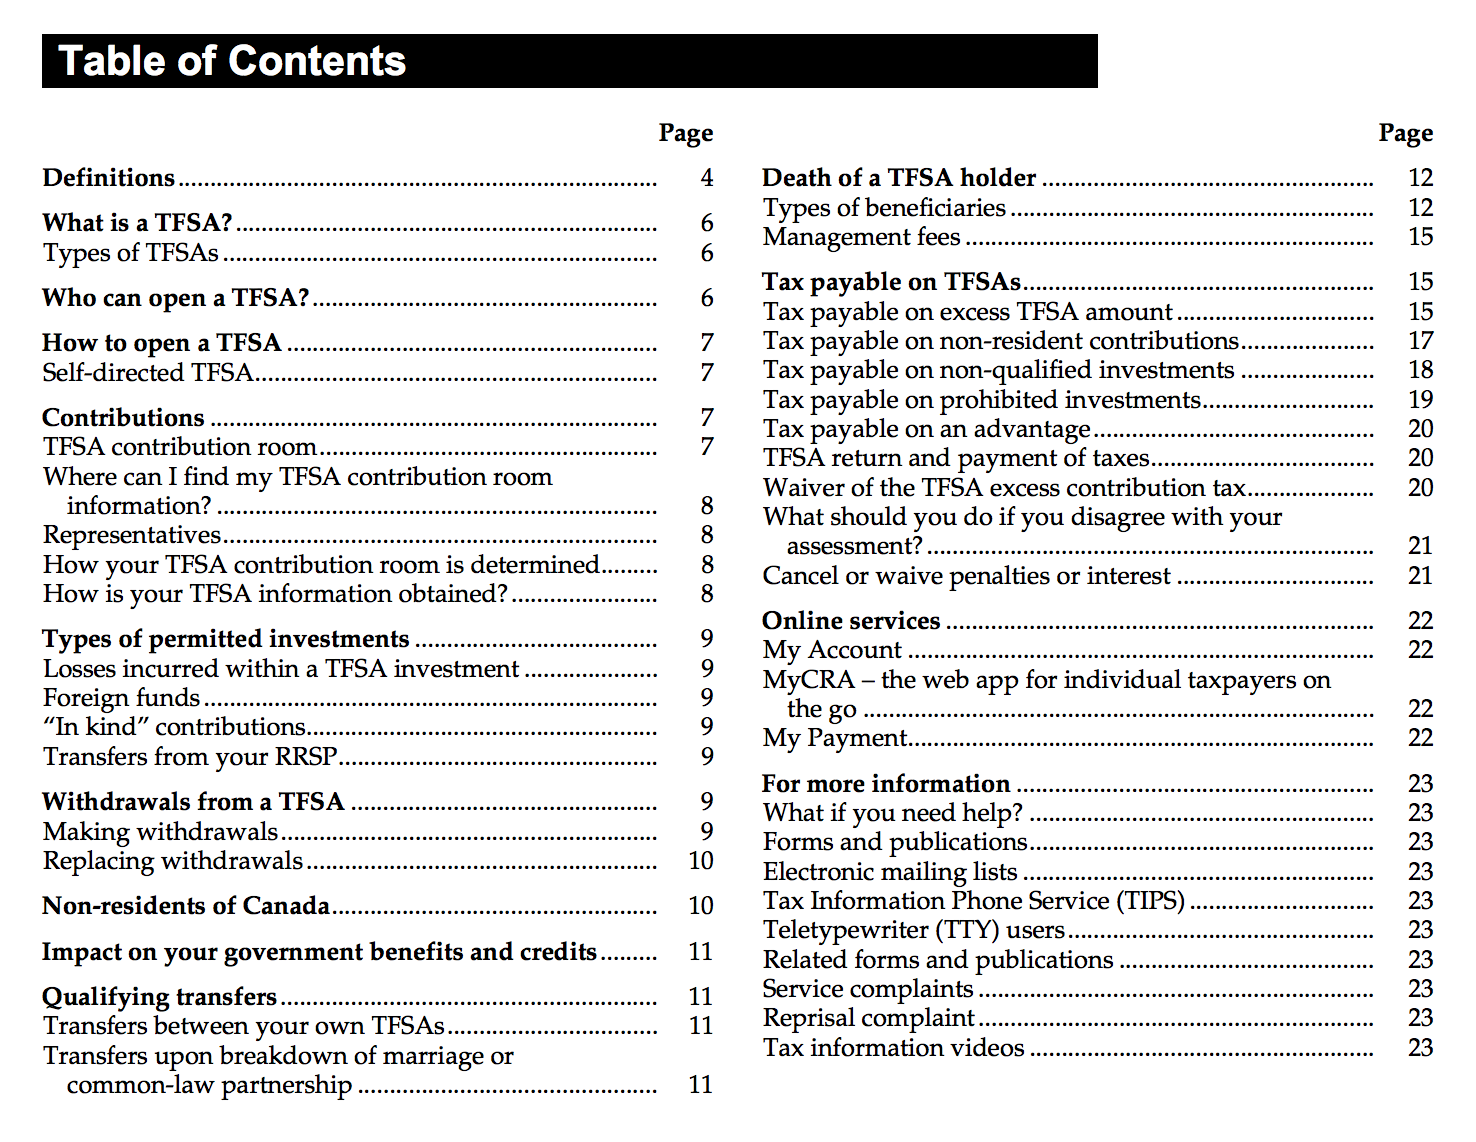 Table of Contents
Page
Definitions........................................................................... 4
What is a TFSA?.................................................................. 6
Types of TFSAs.................................................................... 6
Who can open a TFSA?...................................................... 6
How to open a TFSA.......................................................... 7
Self-directed TFSA............................................................... 7
Contributions...................................................................... 7
TFSA contribution room..................................................... 7
Where can I find my TFSA contribution room
information?..................................................................... 8
Representatives.................................................................... 8
How your TFSA contribution room is determined......... 8
How is your TFSA information obtained?....................... 8
Types of permitted investments...................................... 9
Losses incurred within a TFSA investment..................... 9
Foreign funds....................................................................... 9
“In kind” contributions....................................................... 9
Transfers from your RRSP.................................................. 9
Withdrawals from a TFSA................................................ 9
Making withdrawals........................................................... 9
Replacing withdrawals....................................................... 10
Non-residents of Canada................................................... 10
Impact on your government benefits and credits......... 11
Qualifying transfers........................................................... 11
Transfers between your own TFSAs................................. 11
Transfers upon breakdown of marriage or
common-law partnership............................................... 11
Page
Death of a TFSA holder.................................................... 12
Types of beneficiaries......................................................... 12
Management fees................................................................ 15
Tax payable on TFSAs....................................................... 15
Tax payable on excess TFSA amount............................... 15
Tax payable on non-resident contributions..................... 17
Tax payable on non-qualified investments..................... 18
Tax payable on prohibited investments........................... 19
Tax payable on an advantage............................................ 20
TFSA return and payment of taxes................................... 20
Waiver of the TFSA excess contribution tax.................... 20
What should you do if you disagree with your
assessment?...................................................................... 21
Cancel or waive penalties or interest............................... 21
Online services................................................................... 22
My Account......................................................................... 22
MyCRA – the web app for individual taxpayers on
the go................................................................................ 22
My Payment......................................................................... 22
For more information........................................................ 23
What if you need help?...................................................... 23
Forms and publications...................................................... 23
Electronic mailing lists....................................................... 23
Tax Information Phone Service (TIPS)............................. 23
Teletypewriter (TTY) users................................................ 23
Related forms and publications........................................ 23
Service complaints.............................................................. 23
Reprisal complaint.............................................................. 23
Tax information videos...................................................... 23